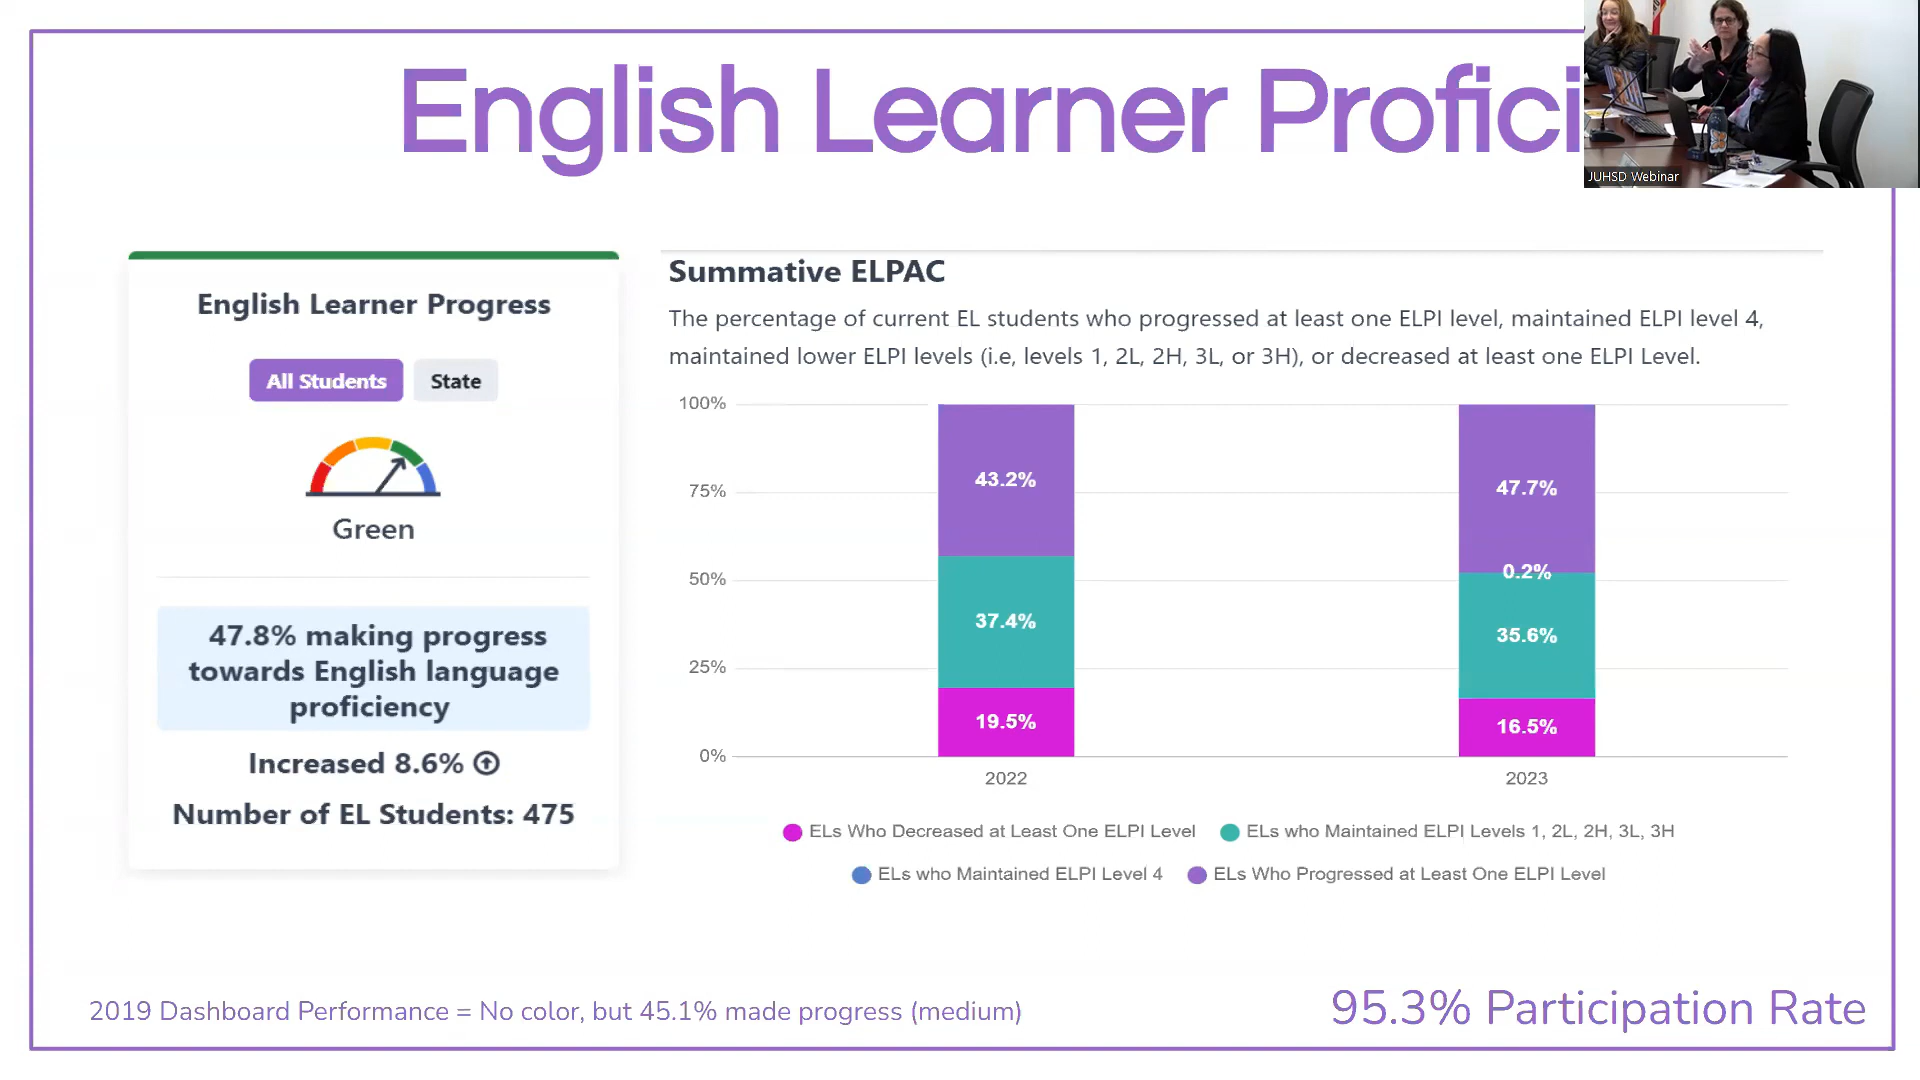 English Learner Profici
JUHSD Webinar
English Learner Progress
All Students
State
Green
47.8% making progress
towards English language
proficiency
Increased 8.6%
Number of EL Students: 475
Summative ELPAC
The percentage of current EL students who progressed at least one ELPI level, maintained ELPI level 4,
maintained lower ELPI levels (i.e, levels 1, 2L, 2H, 3L, or 3H), or decreased at least one ELPI Level.
100%
75%
50%
25%
0%
43.2%
37.4%
19.5%
2022
47.7%
0.2%
35.6%
16.5%
2023
ELs Who Decreased at Least One ELPI Level
ELs who Maintained ELPI Levels 1, 2L, 2H, 3L, 3H
ELs who Maintained ELPI Level 4
ELs Who Progressed at Least One ELPI Level
2019 Dashboard Performance = No color, but 45.1% made progress (medium)
95.3% Participation Rate